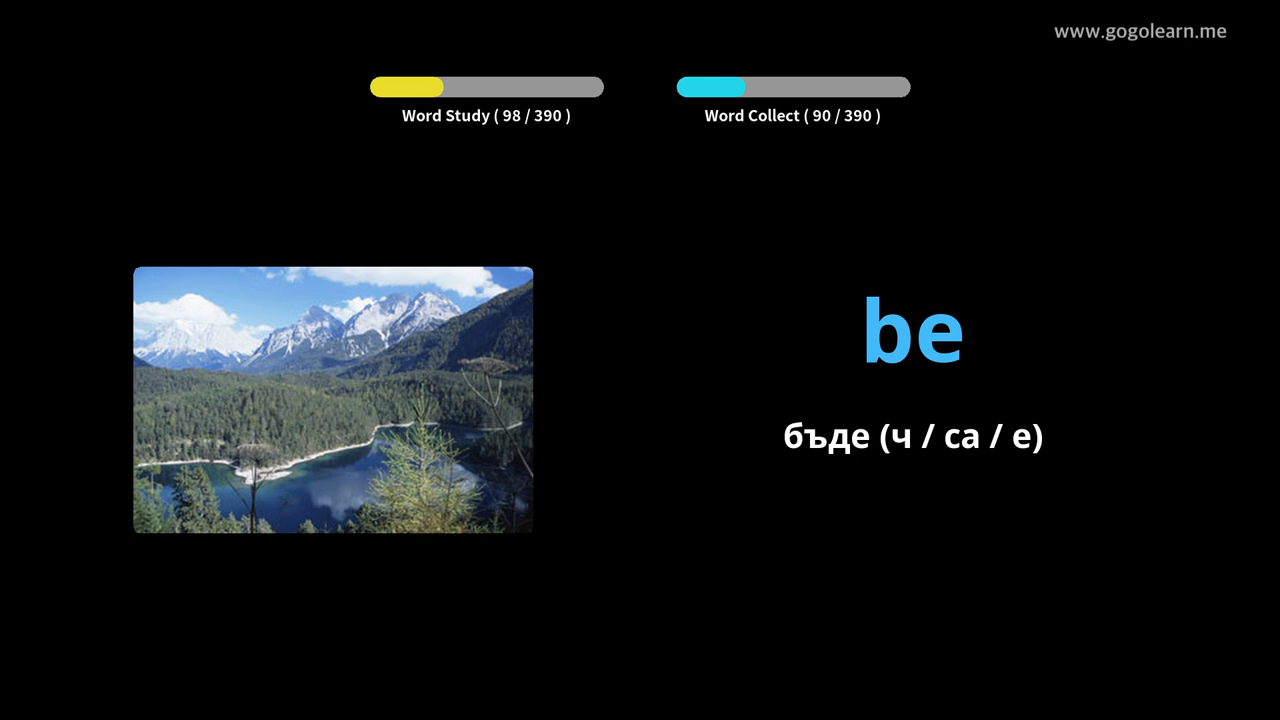 www.gogolearn.me
Word Study ( 98 / 390 )
Word Collect ( 90 / 390 )
be
бъде (ч / са / е)